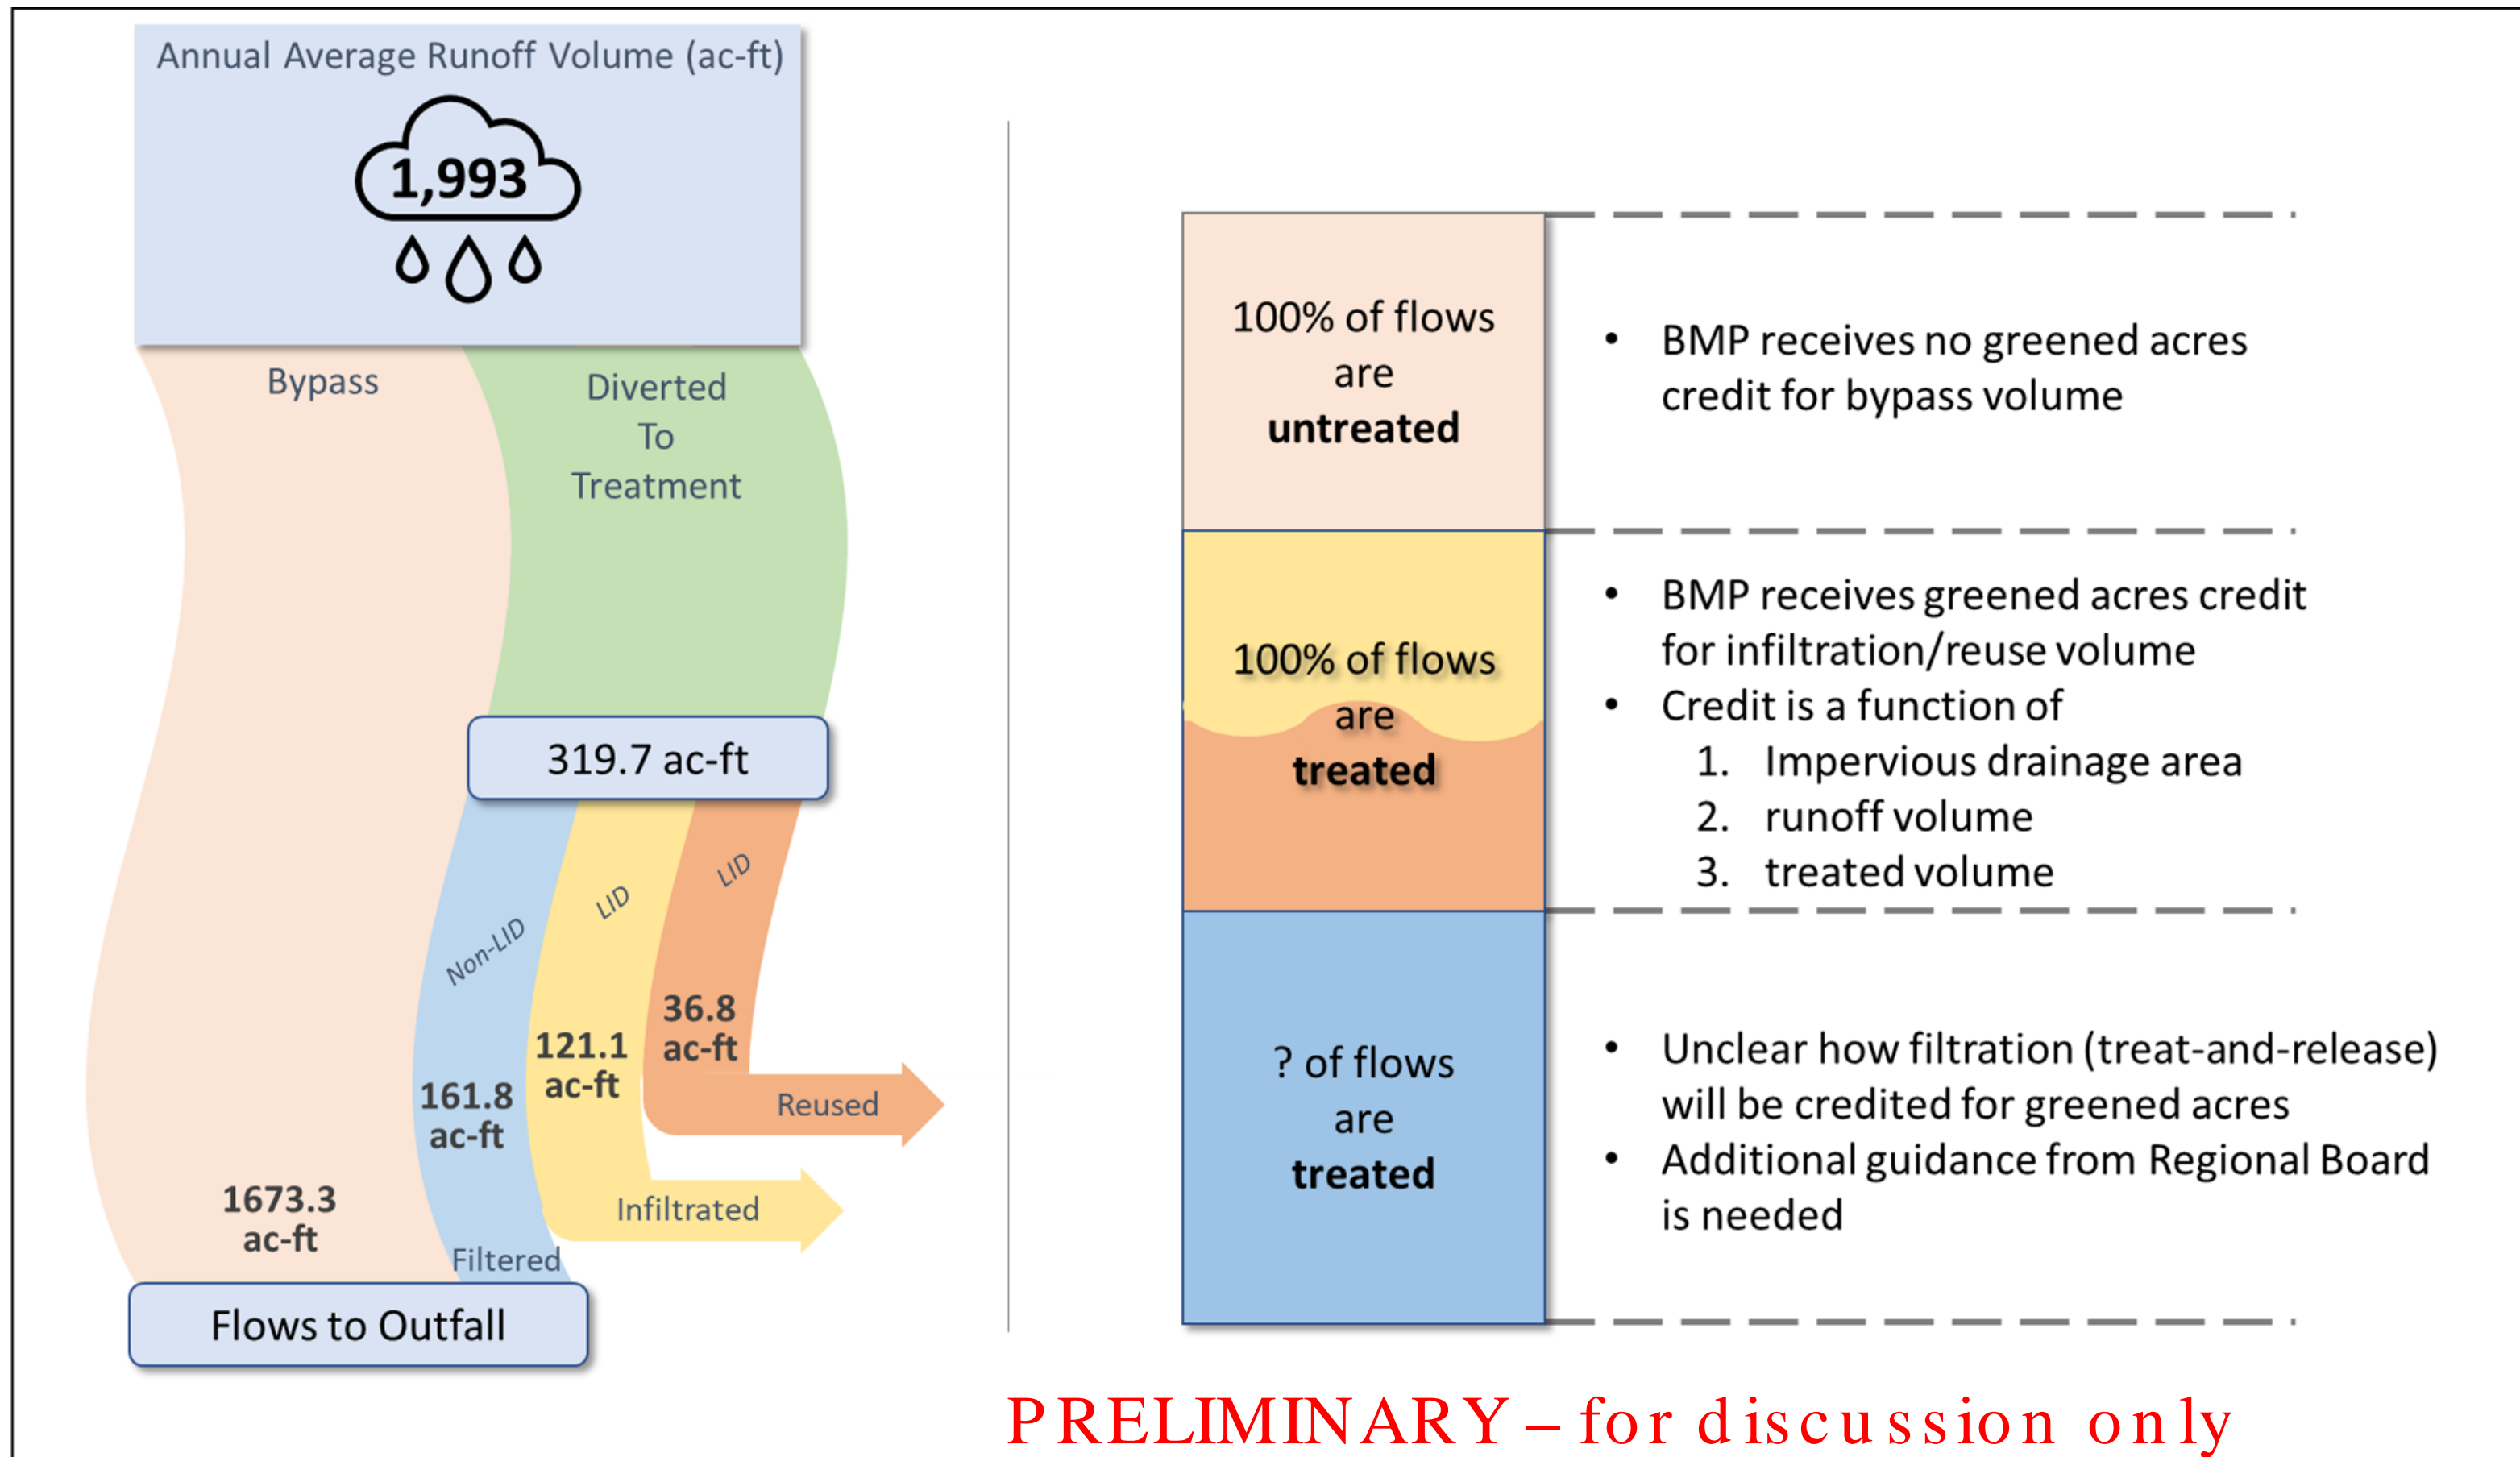 Annual Average Runoff Volume (ac-ft)
1,993
Bypass
Diverted
To
Treatment
319.7 ac-ft
Non-LID
LID
LID
36.8
ac-ft
121.1
ac-ft
161.8
ac-ft
1673.3
ac-ft
Reused
Infiltrated
Filtered
Flows to Outfall
100% of flows
are
untreated
• BMP receives no greened acres
credit for bypass volume
100% of flows
are
treated
• BMP receives greened acres credit
for infiltration/reuse volume
• Credit is a function of
1. Impervious drainage area
2. runoff volume
3. treated volume
? of flows
are
treated
• Unclear how filtration (treat-and-release)
will be credited for greened acres
• Additional guidance from Regional Board
is needed
PRELIMINARY – for discussion only